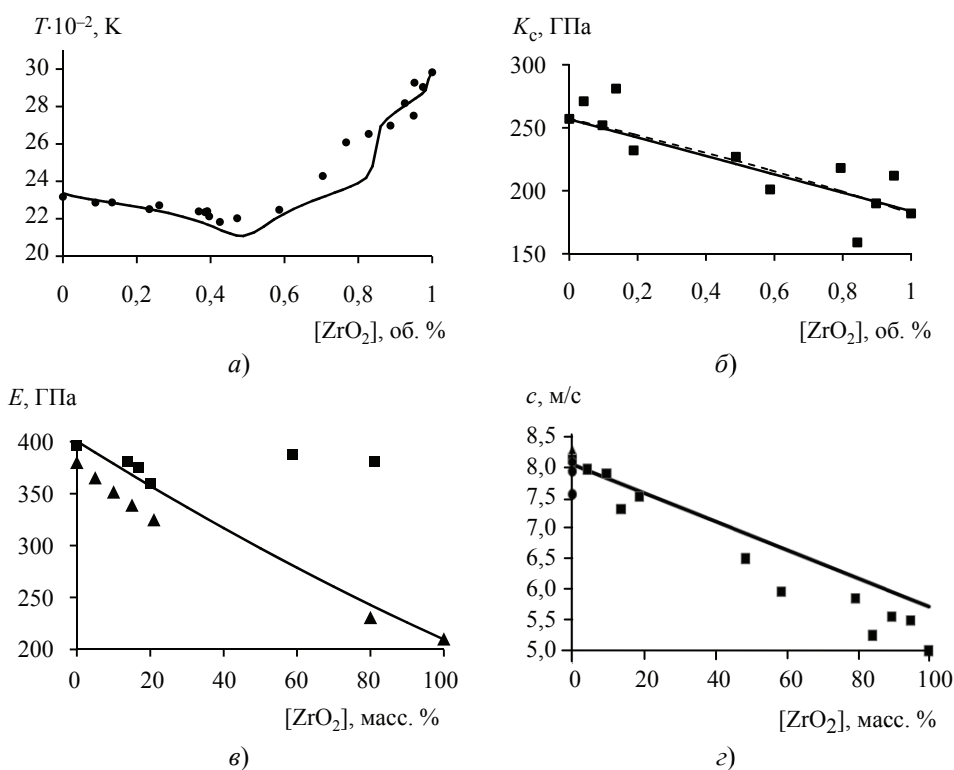 T·10⁻², К
30
28
26
24
22
20
0 0,2 0,4 0,6 0,8 1
[ZrO₂], об. %
а)
K_c, ГПа
300
250
200
150
0 0,2 0,4 0,6 0,8 1
[ZrO₂], об. %
б)
E, ГПа
400
350
300
250
200
0 20 40 60 80 100
[ZrO₂], масс. %
в)
c, м/с
8,5
8,0
7,5
7,0
6,5
6,0
5,5
5,0
0 20 40 60 80 100
[ZrO₂], масс. %
г)